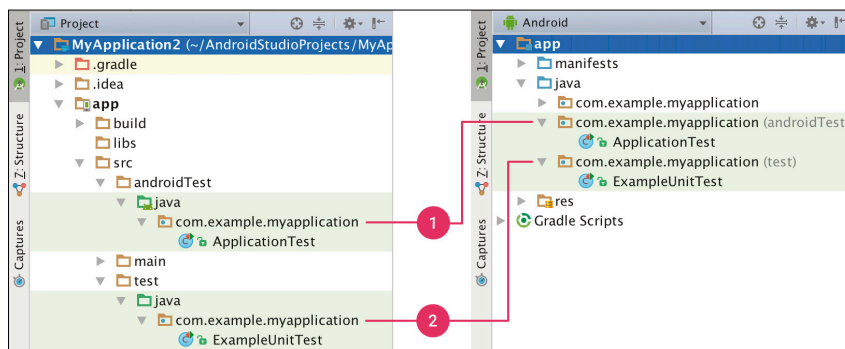 Project
MyApplication2 (~/AndroidStudioProjects/MyAp
.gradle
.idea
app
build
libs
src
androidTest
java
com.example.myapplication
ApplicationTest
main
test
java
com.example.myapplication
ExampleUnitTest
1: Project
Z: Structure
Captures
1
2
Android
app
manifests
java
com.example.myapplication
com.example.myapplication (androidTest
ApplicationTest
com.example.myapplication (test)
ExampleUnitTest
res
Gradle Scripts
1: Project
Z: Structure
Captures